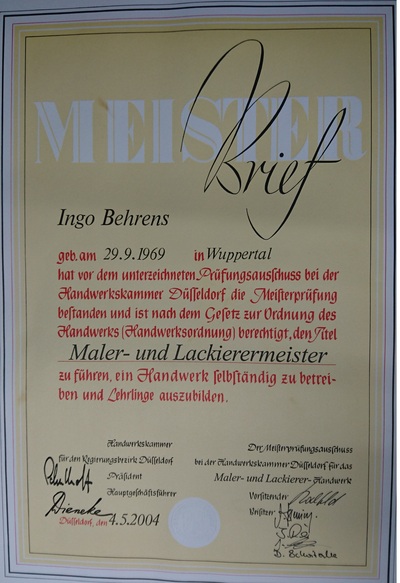 MEISTER
Brief
Ingo Behrens
geb. am 29.9.1969 in Wuppertal
hat vor dem unterzeichneten Prüfungsausschuss bei der
Handwerkskammer Düsseldorf die Meisterprüfung
bestanden und ist nach dem Gesetz zur Ordnung des
Handwerks (Handwerksordnung) berechtigt, den Titel
Maler- und Lackierermeister
zu führen, ein Handwerk selbständig zu betrei-
ben und Lehrlinge auszubilden.
Handwerkskammer
für den Regierungsbezirk Düsseldorf
Präsident
Hauptgeschäftsführer
Düsseldorf, den 4.5.2004
Der Meisterprüfungsausschuss
bei der Handwerkskammer Düsseldorf für das
Maler- und Lackierer- Handwerk
Vorsitzender
Beisitzer